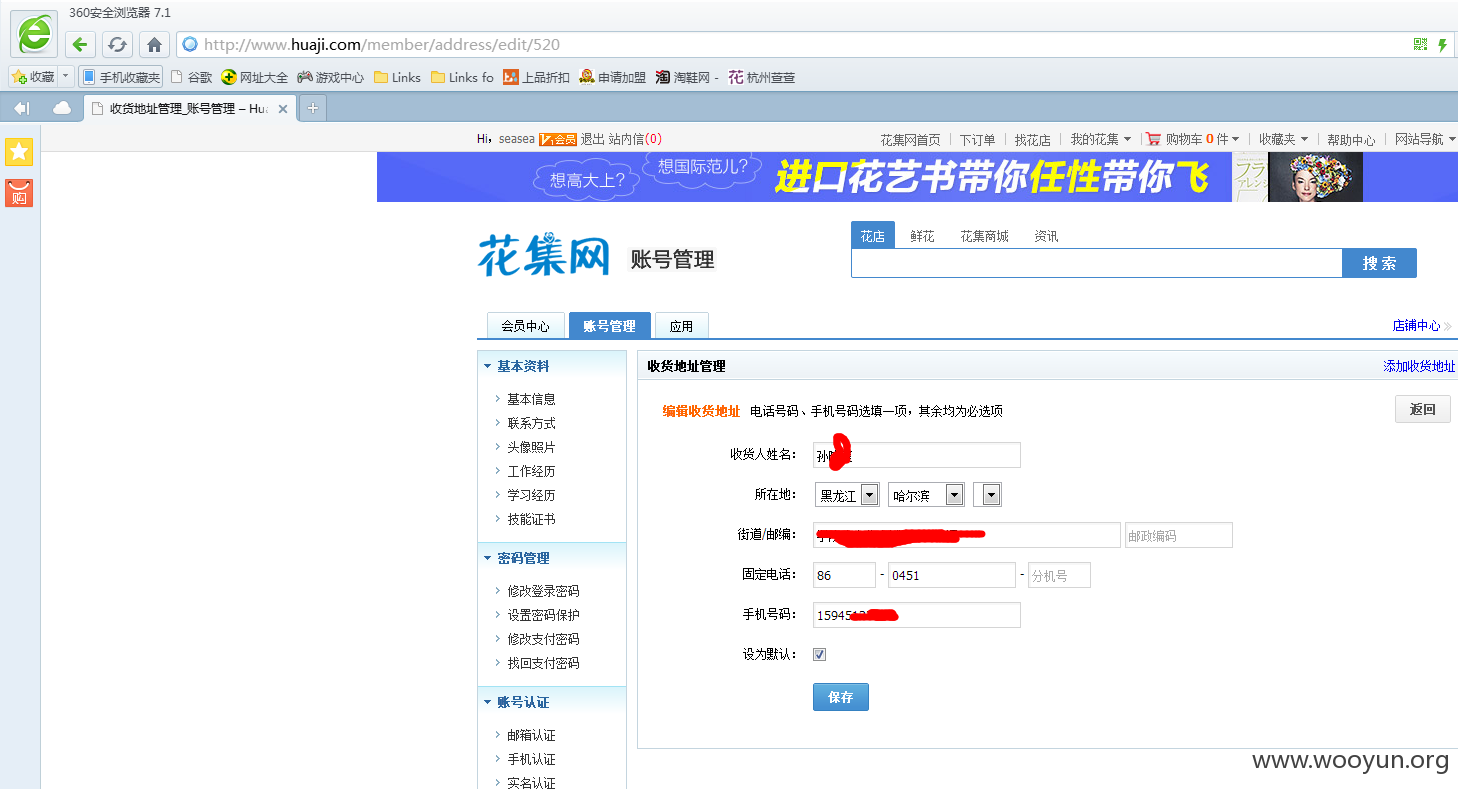 360安全浏览器 7.1
http://www.huaji.com/member/address/edit/520
收藏 手机收藏夹 谷歌 网址大全 游戏中心 Links Links fo 上品折扣 申请加盟 淘鞋网 - 杭州萱萱
收货地址管理_账号管理 – Hua
Hi, seasea 会员 退出 站内信(0) 花集网首页 下订单 找花店 我的花集 购物车 0 件 收藏夹 帮助中心 网站导航
购
想高大上? 想国际范儿? 进口花艺书带你任性带你飞 フラ
アレン
花集网 账号管理
花店 鲜花 花集商城 资讯
搜 索
会员中心 账号管理 应用 店铺中心
基本资料
基本信息
联系方式
头像照片
工作经历
学习经历
技能证书
密码管理
修改登录密码
设置密码保护
修改支付密码
找回支付密码
账号认证
邮箱认证
手机认证
实名认证
收货地址管理 添加收货地址
编辑收货地址 电话号码、手机号码选填一项，其余均为必选项 返回
收货人姓名： 孙
所在地： 黑龙江 哈尔滨
街道/邮编： 邮政编码
固定电话： 86 - 0451 - 分机号
手机号码： 15945
设为默认：
保存
www.wooyun.org